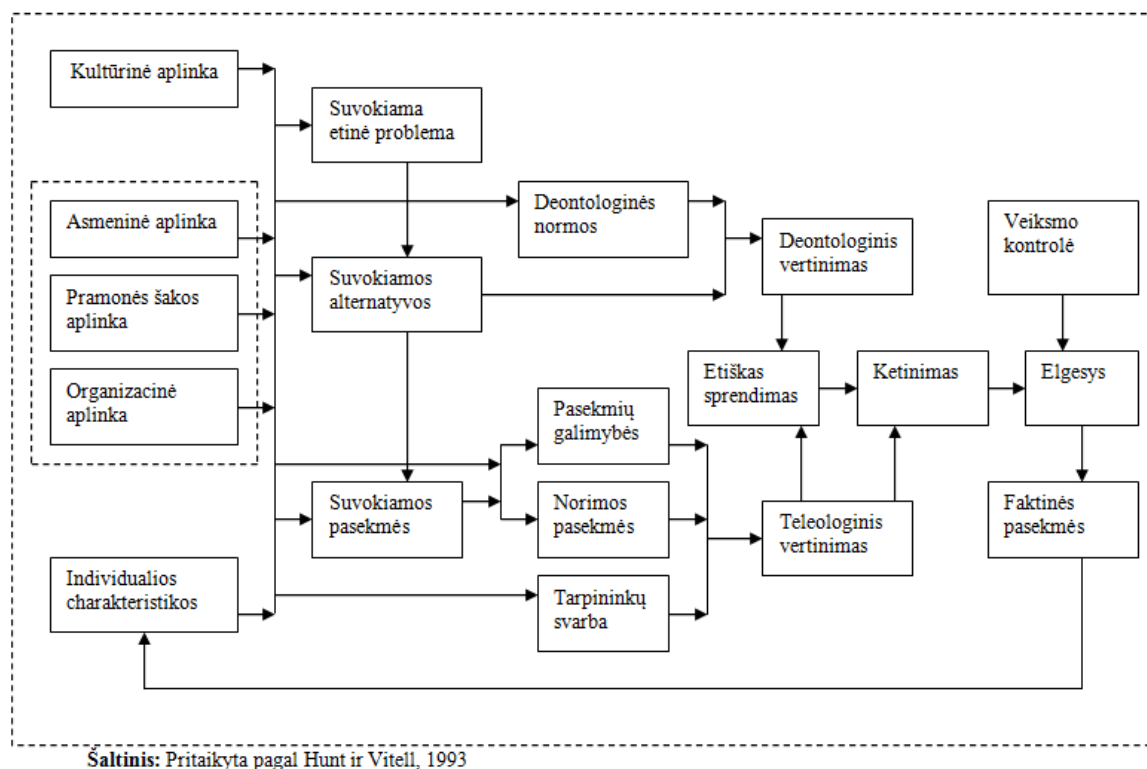 Kultūrinė aplinka
Suvokiama
etinė problema
Asmeninė aplinka
Pramonės šakos
aplinka
Organizacinė
aplinka
Deontologinės
normos
Suvokiamos
alternatyvos
Deontologinis
vertinimas
Veiksmo
kontrolė
Etiškas
sprendimas
Ketinimas
Elgesys
Pasekmių
galimybės
Suvokiamos
pasekmės
Norimos
pasekmės
Teleologinis
vertinimas
Faktinės
pasekmės
Individualios
charakteristikos
Tarpininkų
svarba
Šaltinis: Pritaikyta pagal Hunt ir Vitell, 1993